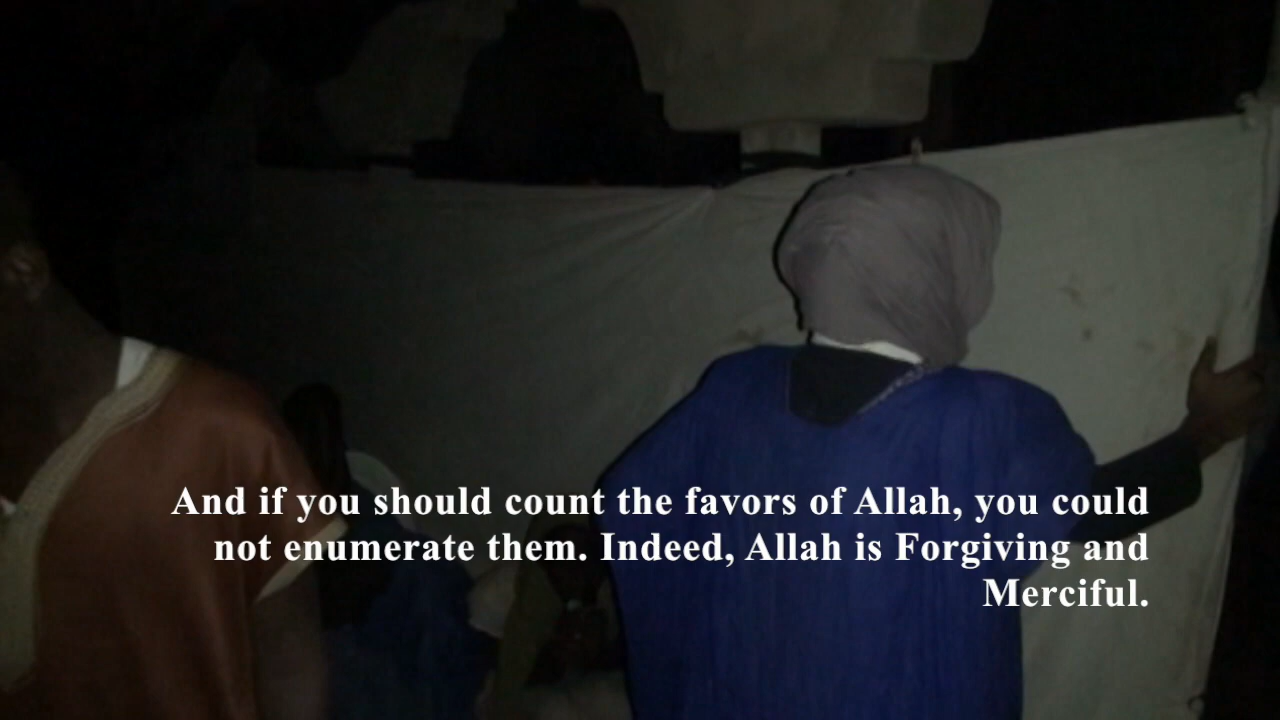 And if you should count the favors of Allah, you could
not enumerate them. Indeed, Allah is Forgiving and
Merciful.